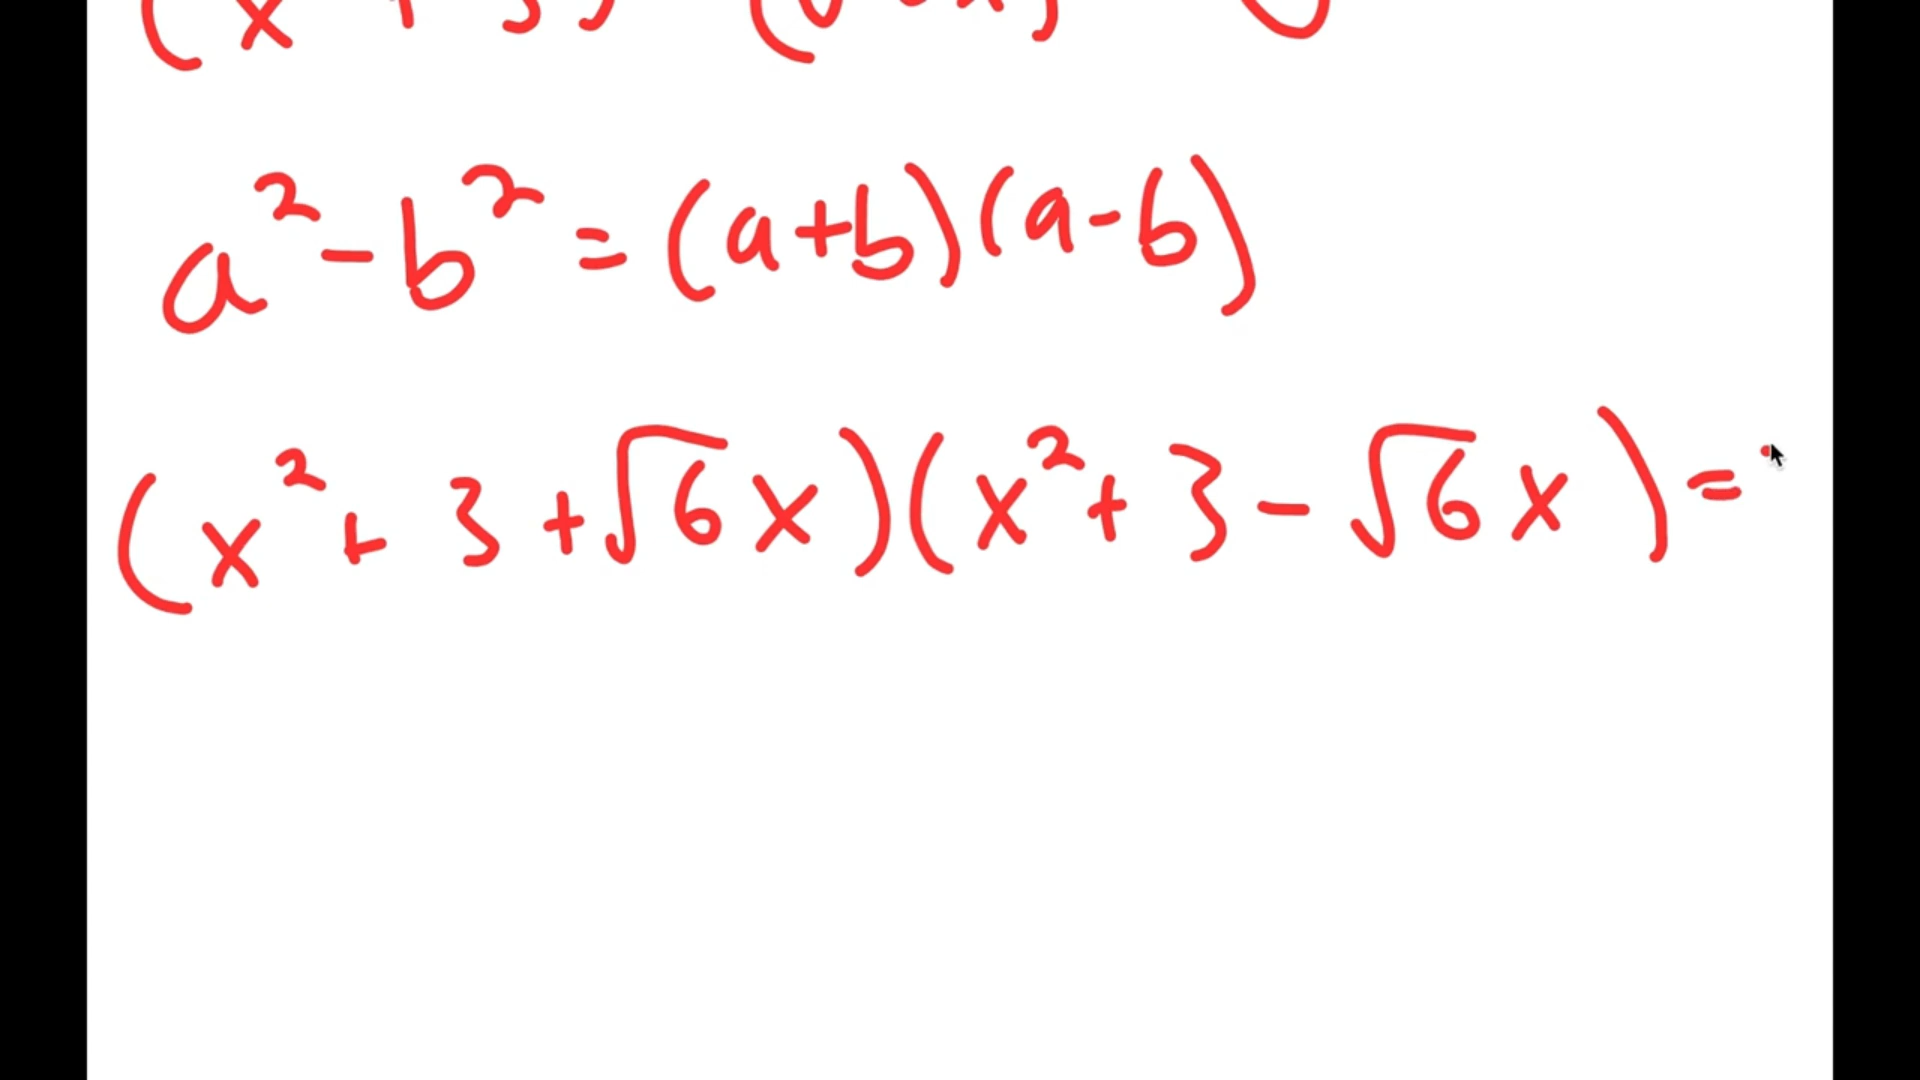 a²-b² = (a+b)(a-b)
(x²+3+√6x)(x²+3-√6x)=